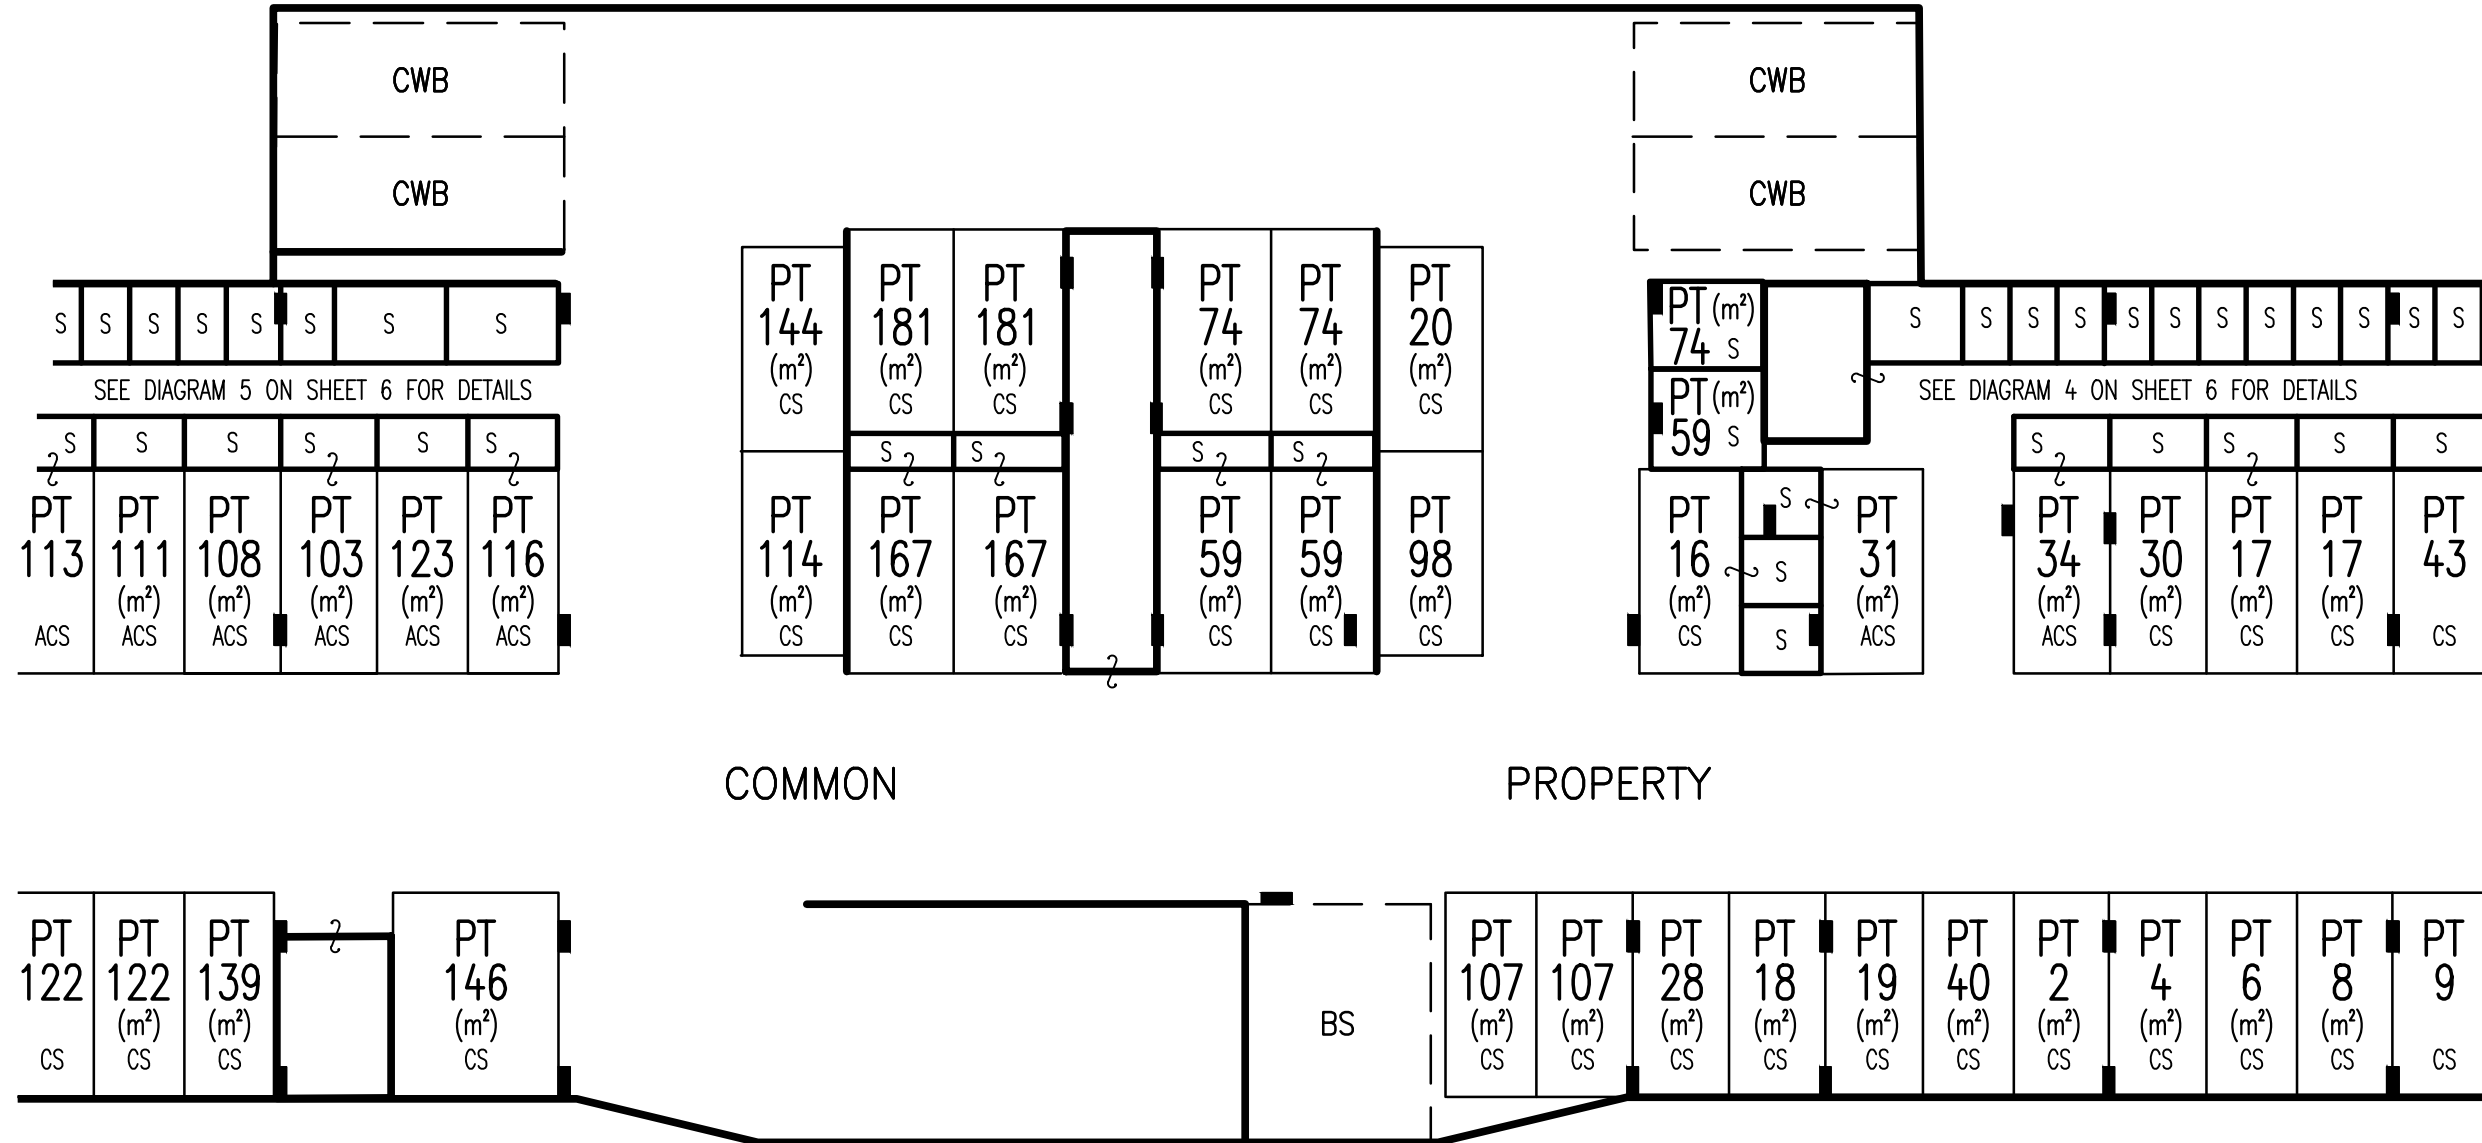 CWB
CWB
CWB
CWB
PT 144 (m²) CS
PT 181 (m²) CS
PT 181 (m²) CS
PT 74 (m²) CS
PT 74 (m²) CS
PT 20 (m²) CS
S S S S S S S S
PT (m²)
74 S
S S S S S S S S S S S S
SEE DIAGRAM 5 ON SHEET 6 FOR DETAILS
PT (m²)
59 S
SEE DIAGRAM 4 ON SHEET 6 FOR DETAILS
S S S S S S
S S S S
S S S S S
PT 113 ACS
PT 111 (m²) ACS
PT 108 (m²) ACS
PT 103 (m²) ACS
PT 123 (m²) ACS
PT 116 (m²) ACS
PT 114 (m²) CS
PT 167 (m²) CS
PT 167 (m²) CS
PT 59 (m²) CS
PT 59 (m²) CS
PT 98 (m²) CS
PT 16 (m²) CS
S
S
S
PT 31 (m²) ACS
PT 34 (m²) ACS
PT 30 (m²) CS
PT 17 (m²) CS
PT 17 (m²) CS
PT 43 CS
COMMON PROPERTY
PT 122 CS
PT 122 (m²) CS
PT 139 (m²) CS
PT 146 (m²) CS
BS
PT 107 (m²) CS
PT 107 (m²) CS
PT 28 (m²) CS
PT 18 (m²) CS
PT 19 (m²) CS
PT 40 (m²) CS
PT 2 (m²) CS
PT 4 (m²) CS
PT 6 (m²) CS
PT 8 (m²) CS
PT 9 CS